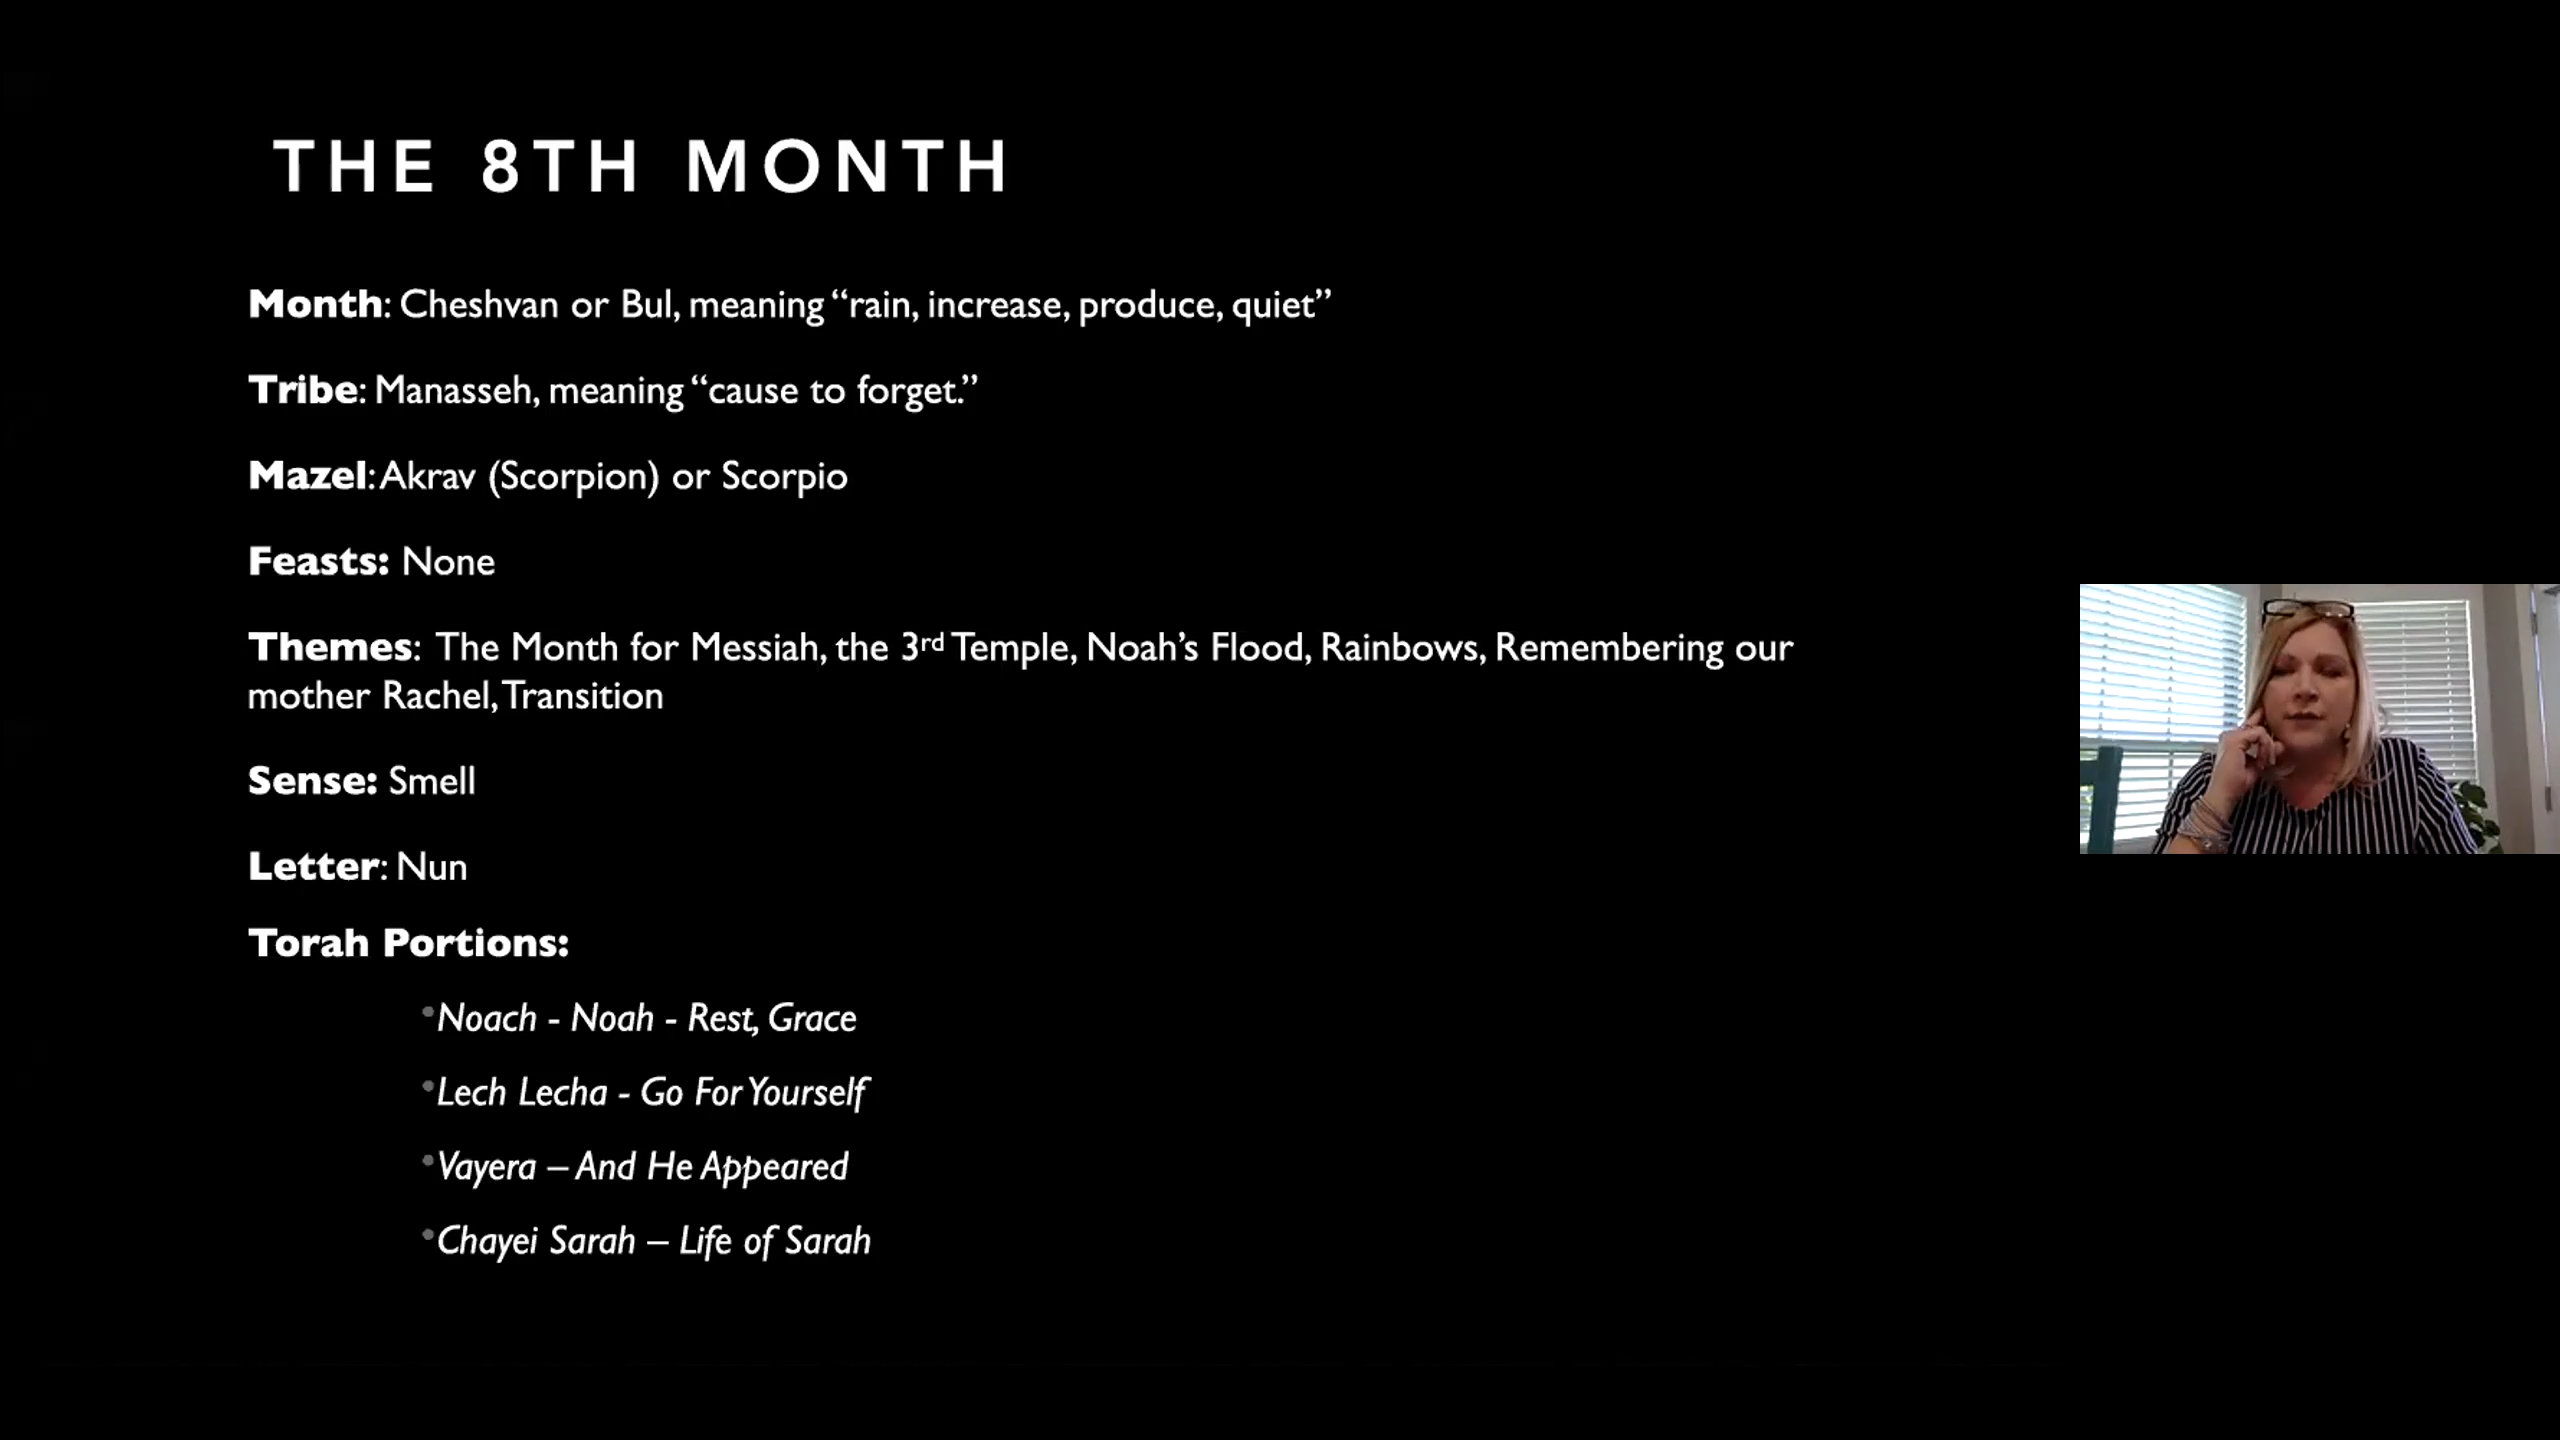 THE 8TH MONTH
Month: Cheshvan or Bul, meaning “rain, increase, produce, quiet”
Tribe: Manasseh, meaning “cause to forget.”
Mazel: Akrav (Scorpion) or Scorpio
Feasts: None
Themes: The Month for Messiah, the 3rd Temple, Noah’s Flood, Rainbows, Remembering our
mother Rachel, Transition
Sense: Smell
Letter: Nun
Torah Portions:
•Noach - Noah - Rest, Grace
•Lech Lecha - Go For Yourself
•Vayera – And He Appeared
•Chayei Sarah – Life of Sarah